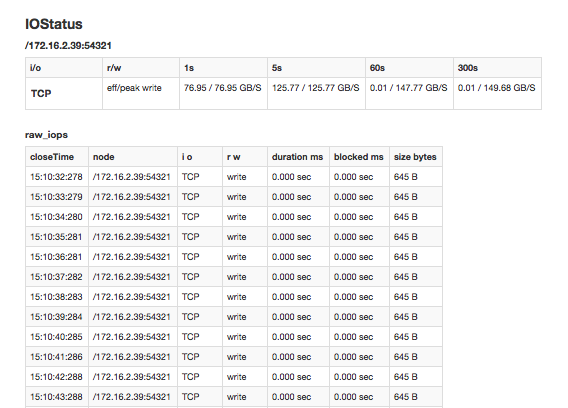 IOStatus
/172.16.2.39:54321
i/o r/w 1s 5s 60s 300s
TCP eff/peak write 76.95 / 76.95 GB/S 125.77 / 125.77 GB/S 0.01 / 147.77 GB/S 0.01 / 149.68 GB/S
raw_iops
closeTime node i o r w duration ms blocked ms size bytes
15:10:32:278 /172.16.2.39:54321 TCP write 0.000 sec 0.000 sec 645 B
15:10:33:279 /172.16.2.39:54321 TCP write 0.000 sec 0.000 sec 645 B
15:10:34:280 /172.16.2.39:54321 TCP write 0.000 sec 0.000 sec 645 B
15:10:35:281 /172.16.2.39:54321 TCP write 0.000 sec 0.000 sec 645 B
15:10:36:281 /172.16.2.39:54321 TCP write 0.000 sec 0.000 sec 645 B
15:10:37:282 /172.16.2.39:54321 TCP write 0.000 sec 0.000 sec 645 B
15:10:38:283 /172.16.2.39:54321 TCP write 0.000 sec 0.000 sec 645 B
15:10:39:284 /172.16.2.39:54321 TCP write 0.000 sec 0.000 sec 645 B
15:10:40:285 /172.16.2.39:54321 TCP write 0.000 sec 0.000 sec 645 B
15:10:41:286 /172.16.2.39:54321 TCP write 0.000 sec 0.000 sec 645 B
15:10:42:288 /172.16.2.39:54321 TCP write 0.000 sec 0.000 sec 645 B
15:10:43:288 /172.16.2.39:54321 TCP write 0.000 sec 0.000 sec 645 B